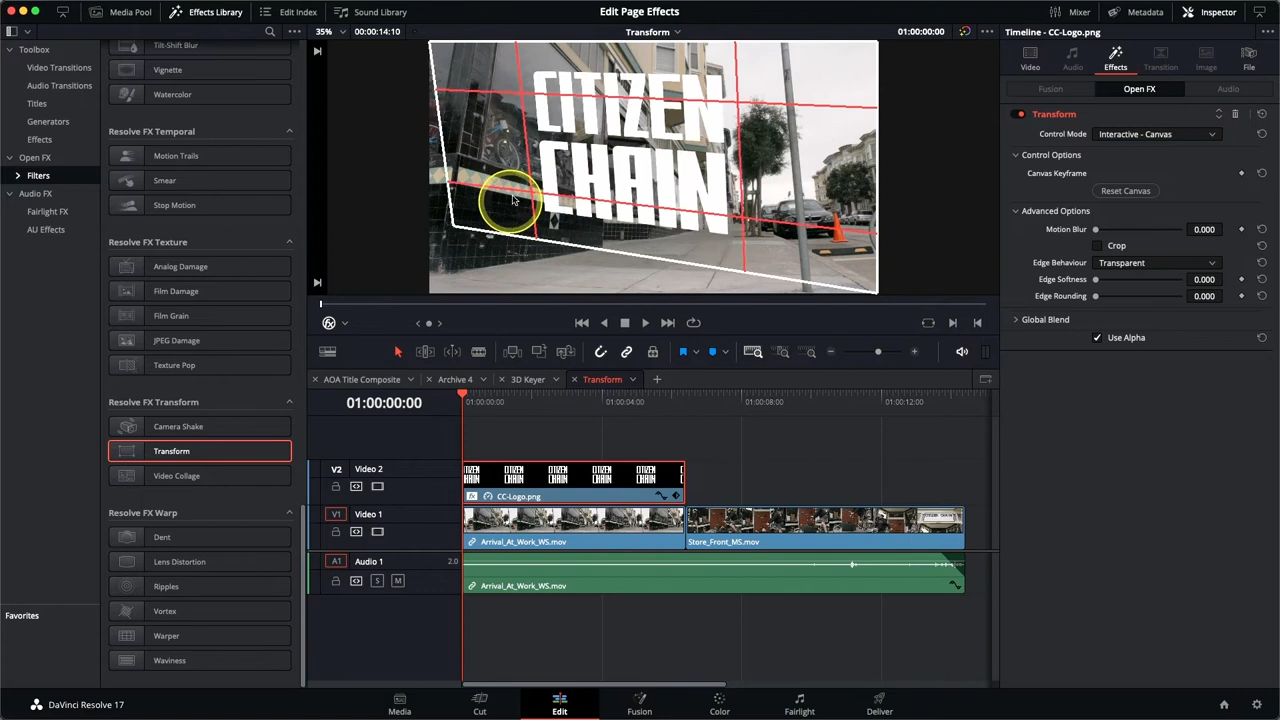 Media Pool
Effects Library
Edit Index
Sound Library
Edit Page Effects
Mixer
Metadata
Inspector
35%
00:00:14:10
Transform
01:00:00:00
Timeline - CC-Logo.png
Toolbox
Video Transitions
Audio Transitions
Titles
Generators
Effects
Open FX
Filters
Audio FX
Fairlight FX
AU Effects
Favorites
Tilt-Shift Blur
Vignette
Watercolor
Resolve FX Temporal
Motion Trails
Smear
Stop Motion
Resolve FX Texture
Analog Damage
Film Damage
Film Grain
JPEG Damage
Texture Pop
Resolve FX Transform
Camera Shake
Transform
Video Collage
Resolve FX Warp
Dent
Lens Distortion
Ripples
Vortex
Warper
Waviness
CITIZEN
CHAIN
Video
Audio
Effects
Transition
Image
File
Fusion
Open FX
Audio
Transform
Control Mode
Interactive - Canvas
Control Options
Canvas Keyframe
Reset Canvas
Advanced Options
Motion Blur
0.000
Crop
Edge Behaviour
Transparent
Edge Softness
0.000
Edge Rounding
0.000
Global Blend
Use Alpha
AOA Title Composite
Archive 4
3D Keyer
Transform
01:00:00:00
01:00:00:00
01:00:04:00
01:00:08:00
01:00:12:00
V2 Video 2
CC-Logo.png
V1 Video 1
Arrival_At_Work_WS.mov
Store_Front_MS.mov
A1 Audio 1 2.0
S M
Arrival_At_Work_WS.mov
DaVinci Resolve 17
Media
Cut
Edit
Fusion
Color
Fairlight
Deliver